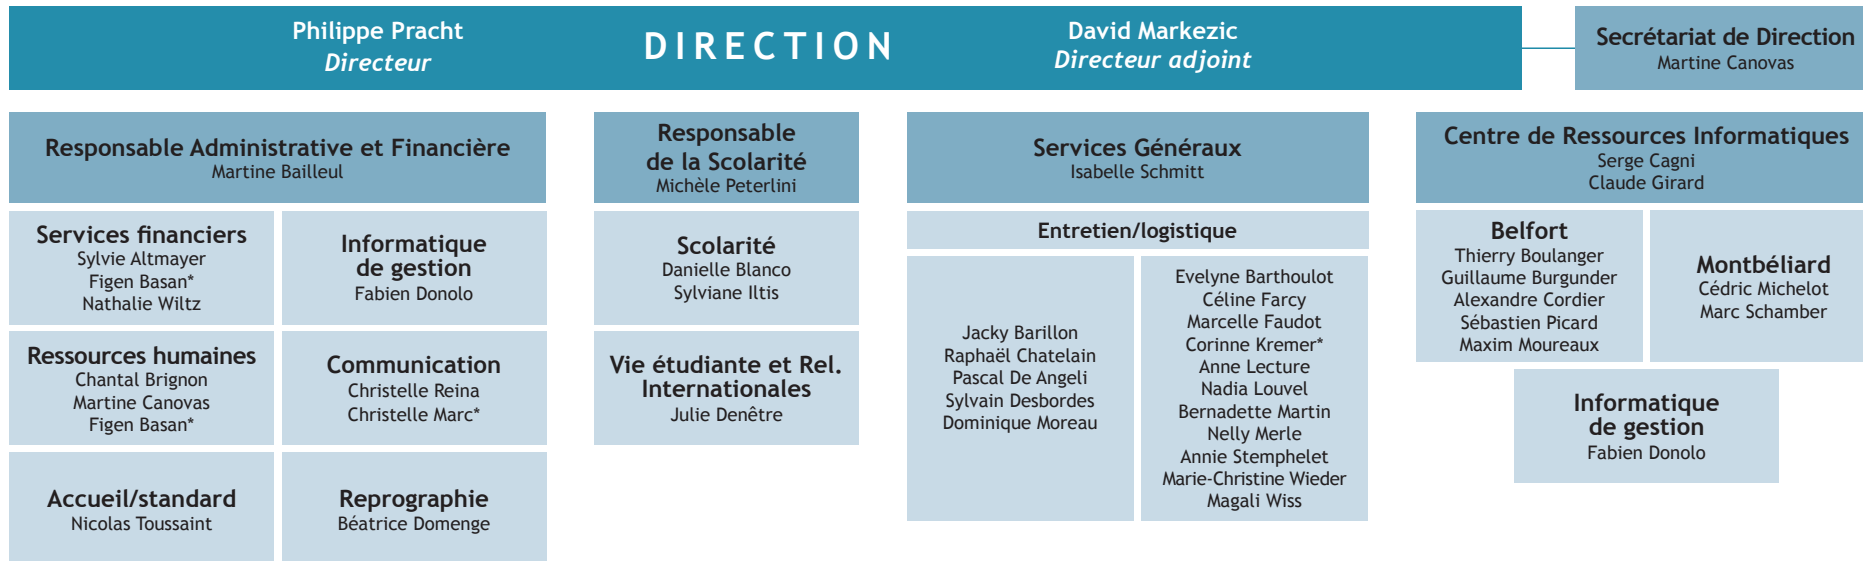 Philippe Pracht
Directeur
DIRECTION
David Markezic
Directeur adjoint
Secrétariat de Direction
Martine Canovas
Responsable Administrative et Financière
Martine Bailleul
Services financiers
Sylvie Altmayer
Figen Basan*
Nathalie Wiltz
Informatique
de gestion
Fabien Donolo
Ressources humaines
Chantal Brignon
Martine Canovas
Figen Basan*
Communication
Christelle Reina
Christelle Marc*
Accueil/standard
Nicolas Toussaint
Reprographie
Béatrice Domenge
Responsable
de la Scolarité
Michèle Peterlini
Scolarité
Danielle Blanco
Sylviane Iltis
Vie étudiante et Rel.
Internationales
Julie Denêtre
Services Généraux
Isabelle Schmitt
Entretien/logistique
Jacky Barillon
Raphaël Chatelain
Pascal De Angeli
Sylvain Desbordes
Dominique Moreau
Evelyne Barthoulot
Céline Farcy
Marcelle Faudot
Corinne Kremer*
Anne Lecture
Nadia Louvel
Bernadette Martin
Nelly Merle
Annie Stemphelet
Marie-Christine Wieder
Magali Wiss
Centre de Ressources Informatiques
Serge Cagni
Claude Girard
Belfort
Thierry Boulanger
Guillaume Burgunder
Alexandre Cordier
Sébastien Picard
Maxim Moureaux
Montbéliard
Cédric Michelot
Marc Schamber
Informatique
de gestion
Fabien Donolo